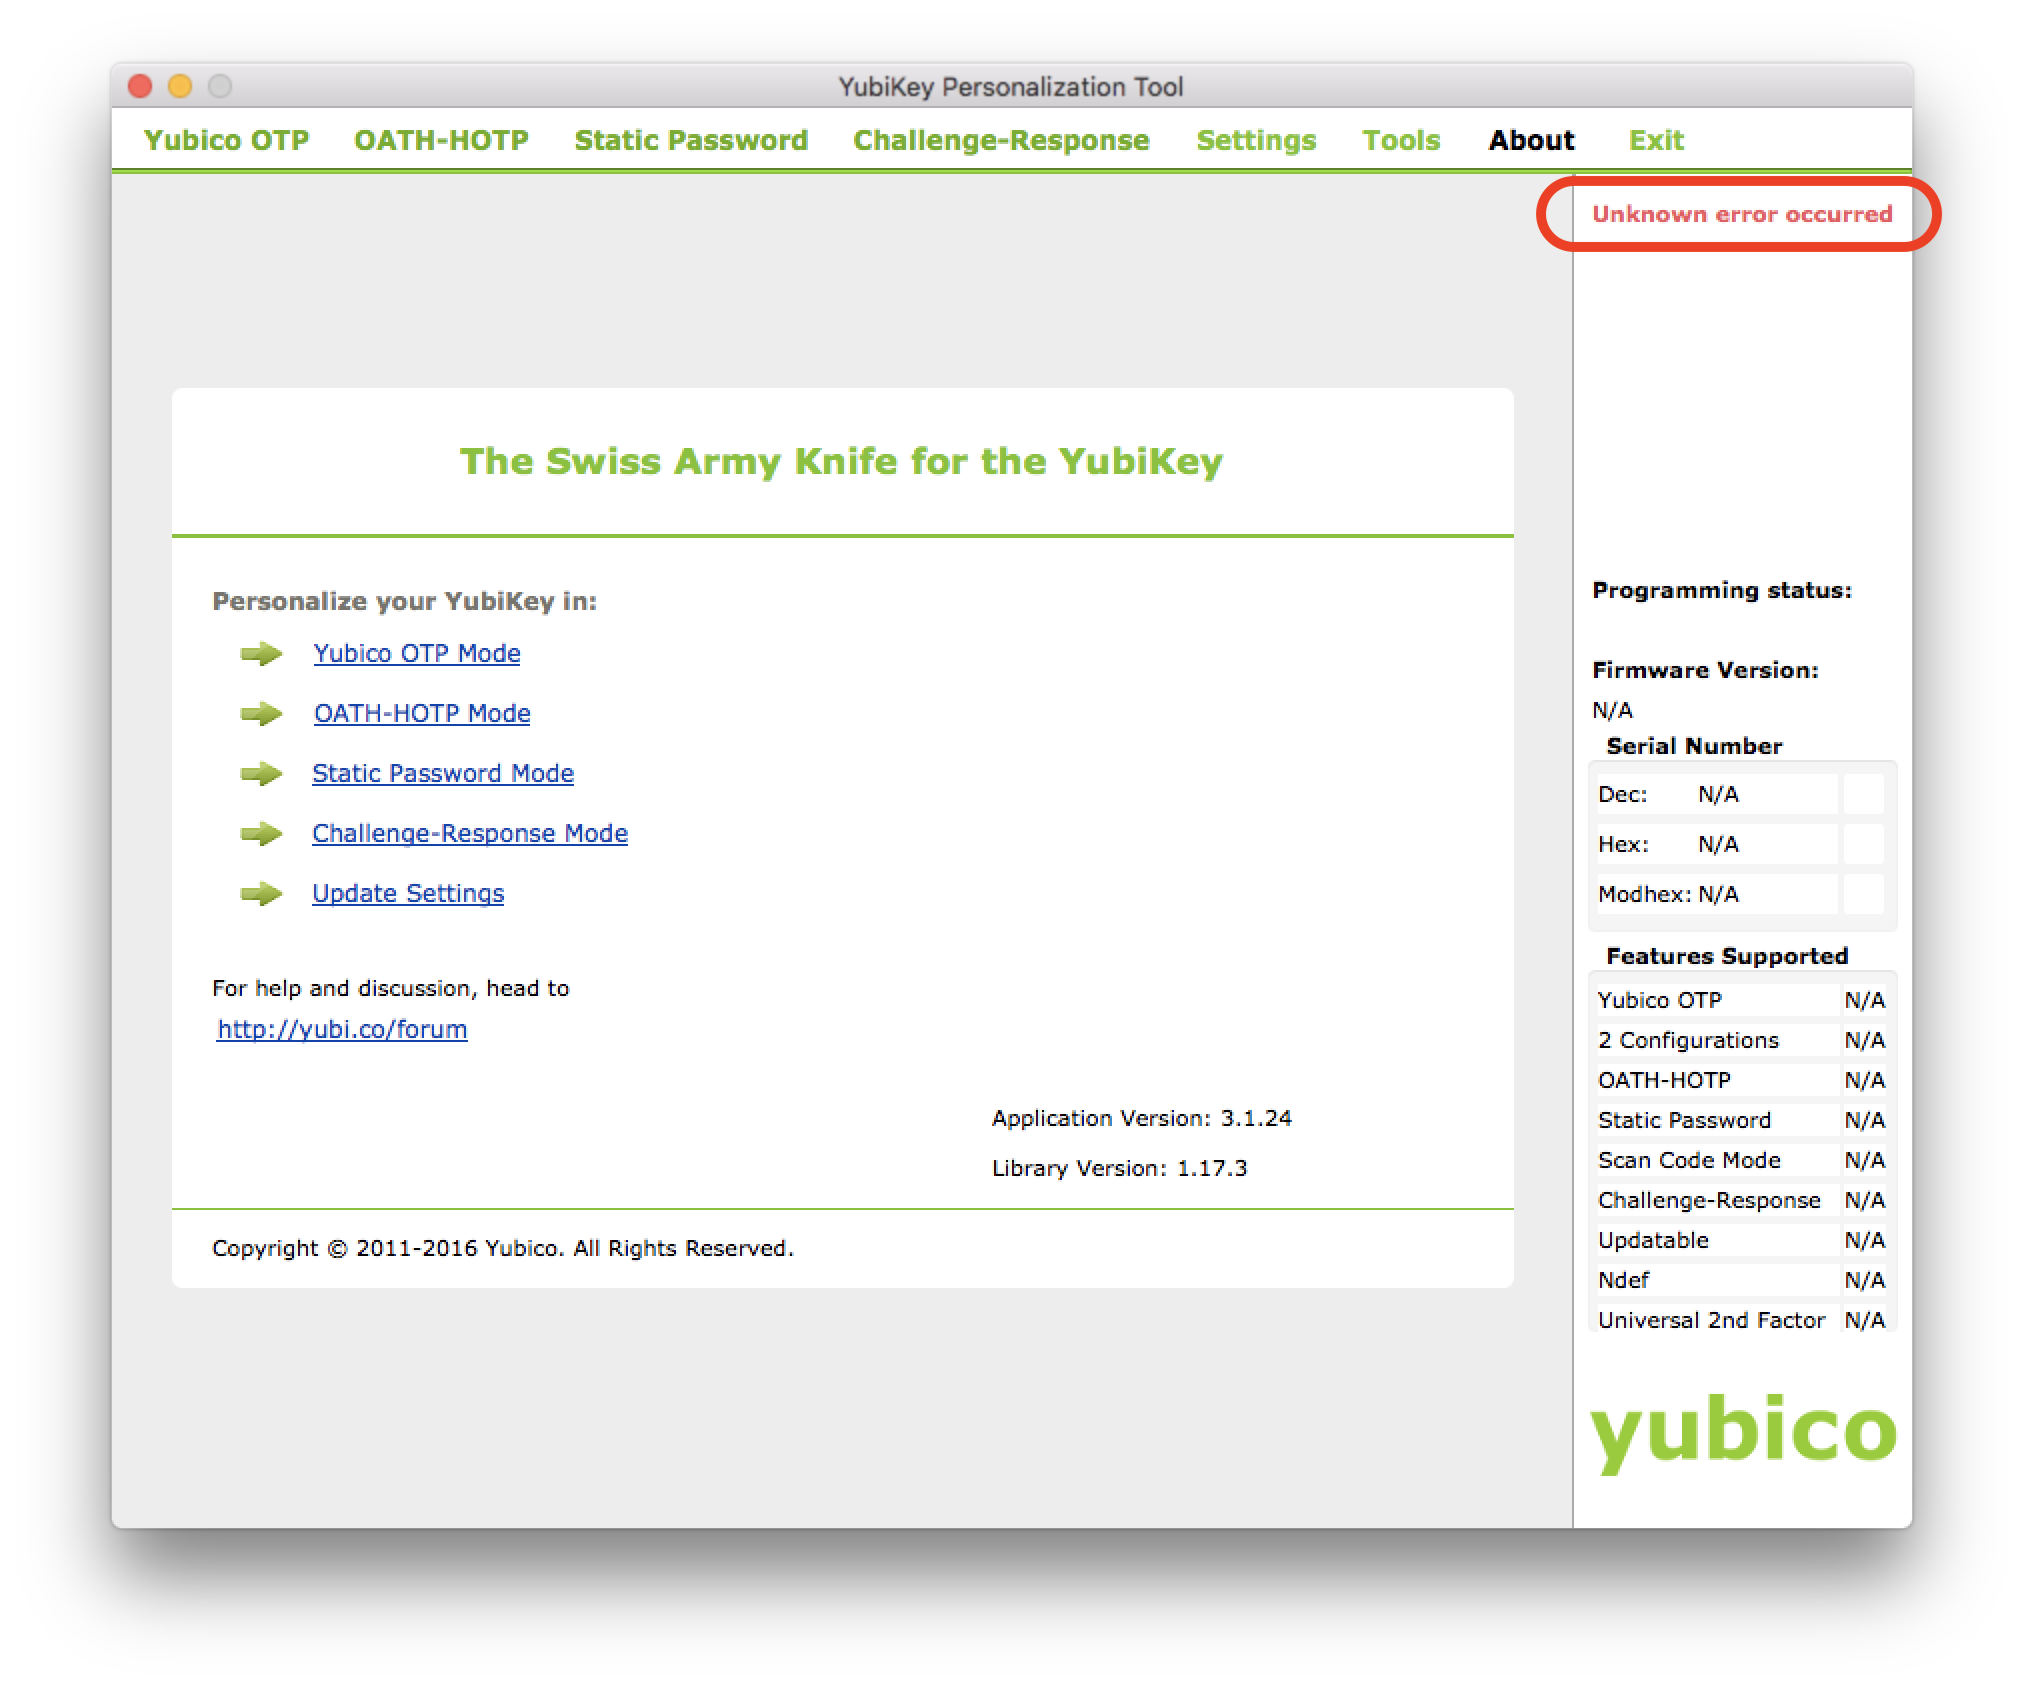 YubiKey Personalization Tool
Yubico OTP OATH-HOTP Static Password Challenge-Response Settings Tools About Exit
Unknown error occurred
The Swiss Army Knife for the YubiKey
Personalize your YubiKey in:
Yubico OTP Mode
OATH-HOTP Mode
Static Password Mode
Challenge-Response Mode
Update Settings
For help and discussion, head to
http://yubi.co/forum
Application Version: 3.1.24
Library Version: 1.17.3
Copyright © 2011-2016 Yubico. All Rights Reserved.
Programming status:
Firmware Version:
N/A
Serial Number
Dec: N/A
Hex: N/A
Modhex: N/A
Features Supported
Yubico OTP N/A
2 Configurations N/A
OATH-HOTP N/A
Static Password N/A
Scan Code Mode N/A
Challenge-Response N/A
Updatable N/A
Ndef N/A
Universal 2nd Factor N/A
yubico